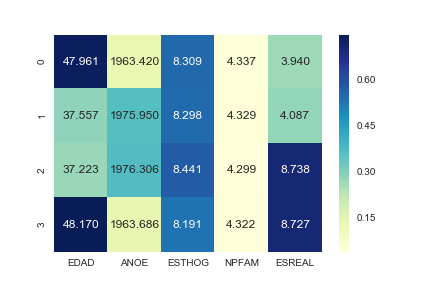 0 47.961 1963.420 8.309 4.337 3.940
1 37.557 1975.950 8.298 4.329 4.087
2 37.223 1976.306 8.441 4.299 8.738
3 48.170 1963.686 8.191 4.322 8.727
EDAD ANOE ESTHOG NPFAM ESREAL
0.60
0.45
0.30
0.15